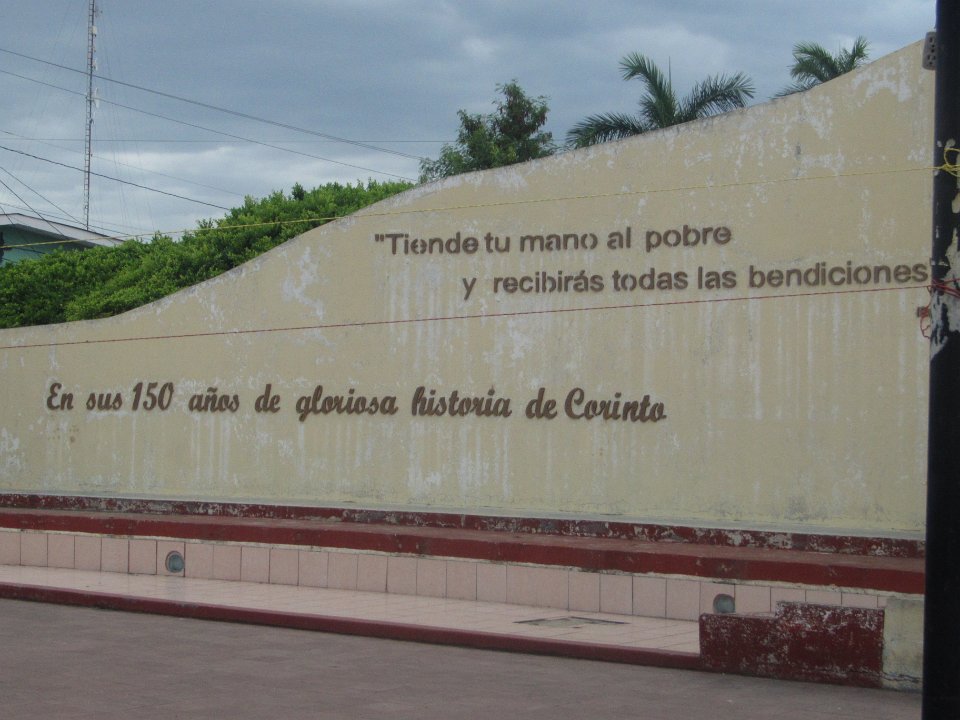 "Tiende tu mano al pobre
y recibirás todas las bendiciones
En sus 150 años de gloriosa historia de Corinto